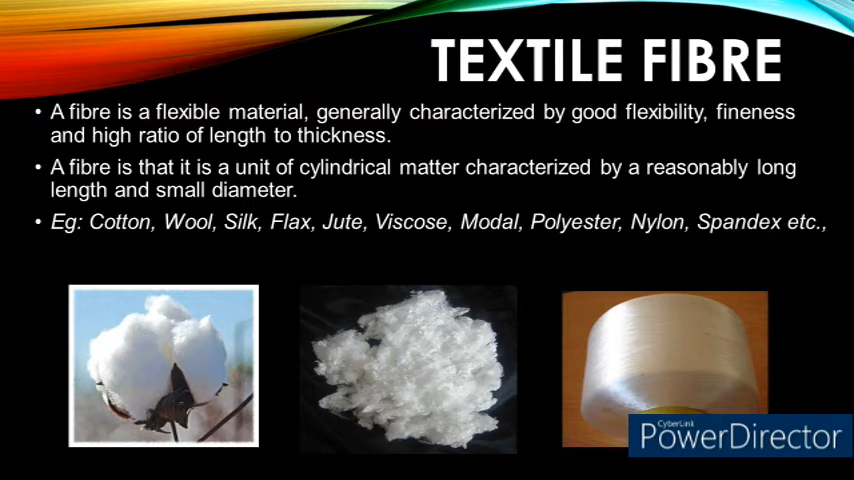 TEXTILE FIBRE
• A fibre is a flexible material, generally characterized by good flexibility, fineness
and high ratio of length to thickness.
• A fibre is that it is a unit of cylindrical matter characterized by a reasonably long
length and small diameter.
• Eg: Cotton, Wool, Silk, Flax, Jute, Viscose, Modal, Polyester, Nylon, Spandex etc.,
CyberLink
PowerDirector